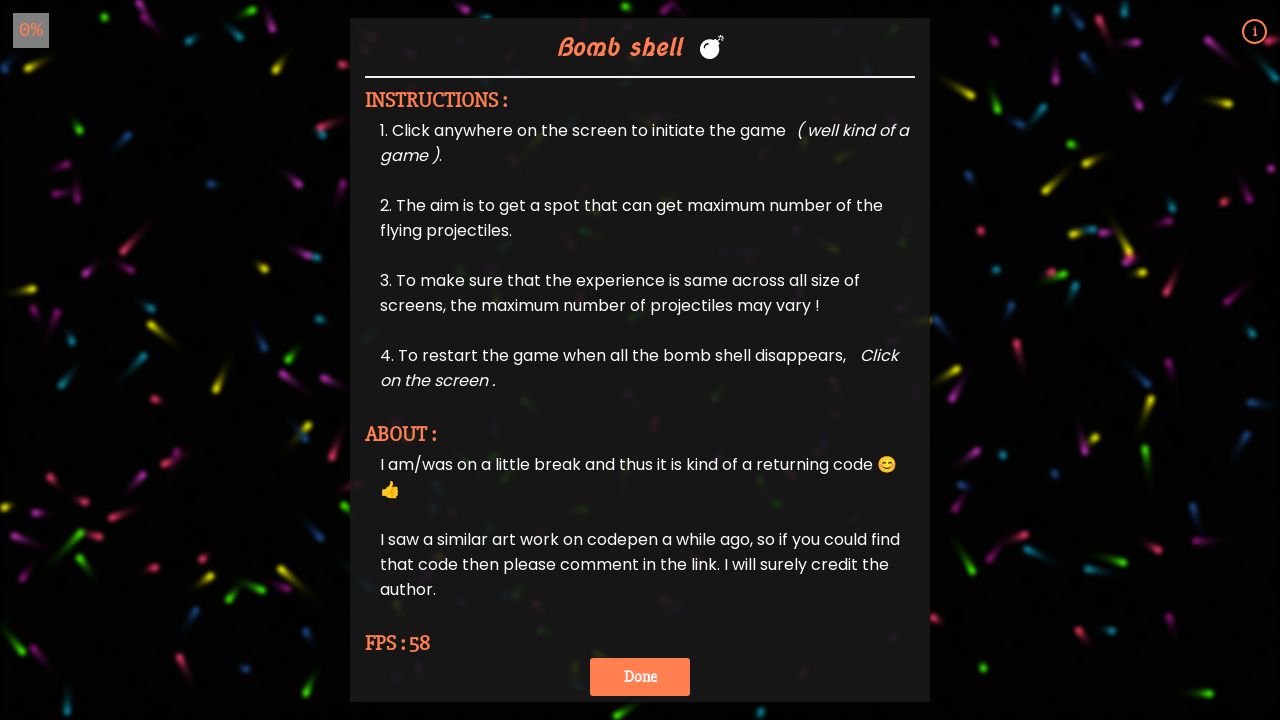 0%
i
Bomb shell 💣
INSTRUCTIONS :
1. Click anywhere on the screen to initiate the game ( well kind of a
game ).
2. The aim is to get a spot that can get maximum number of the
flying projectiles.
3. To make sure that the experience is same across all size of
screens, the maximum number of projectiles may vary !
4. To restart the game when all the bomb shell disappears, Click
on the screen .
ABOUT :
I am/was on a little break and thus it is kind of a returning code 😊
👍
I saw a similar art work on codepen a while ago, so if you could find
that code then please comment in the link. I will surely credit the
author.
FPS : 58
Done